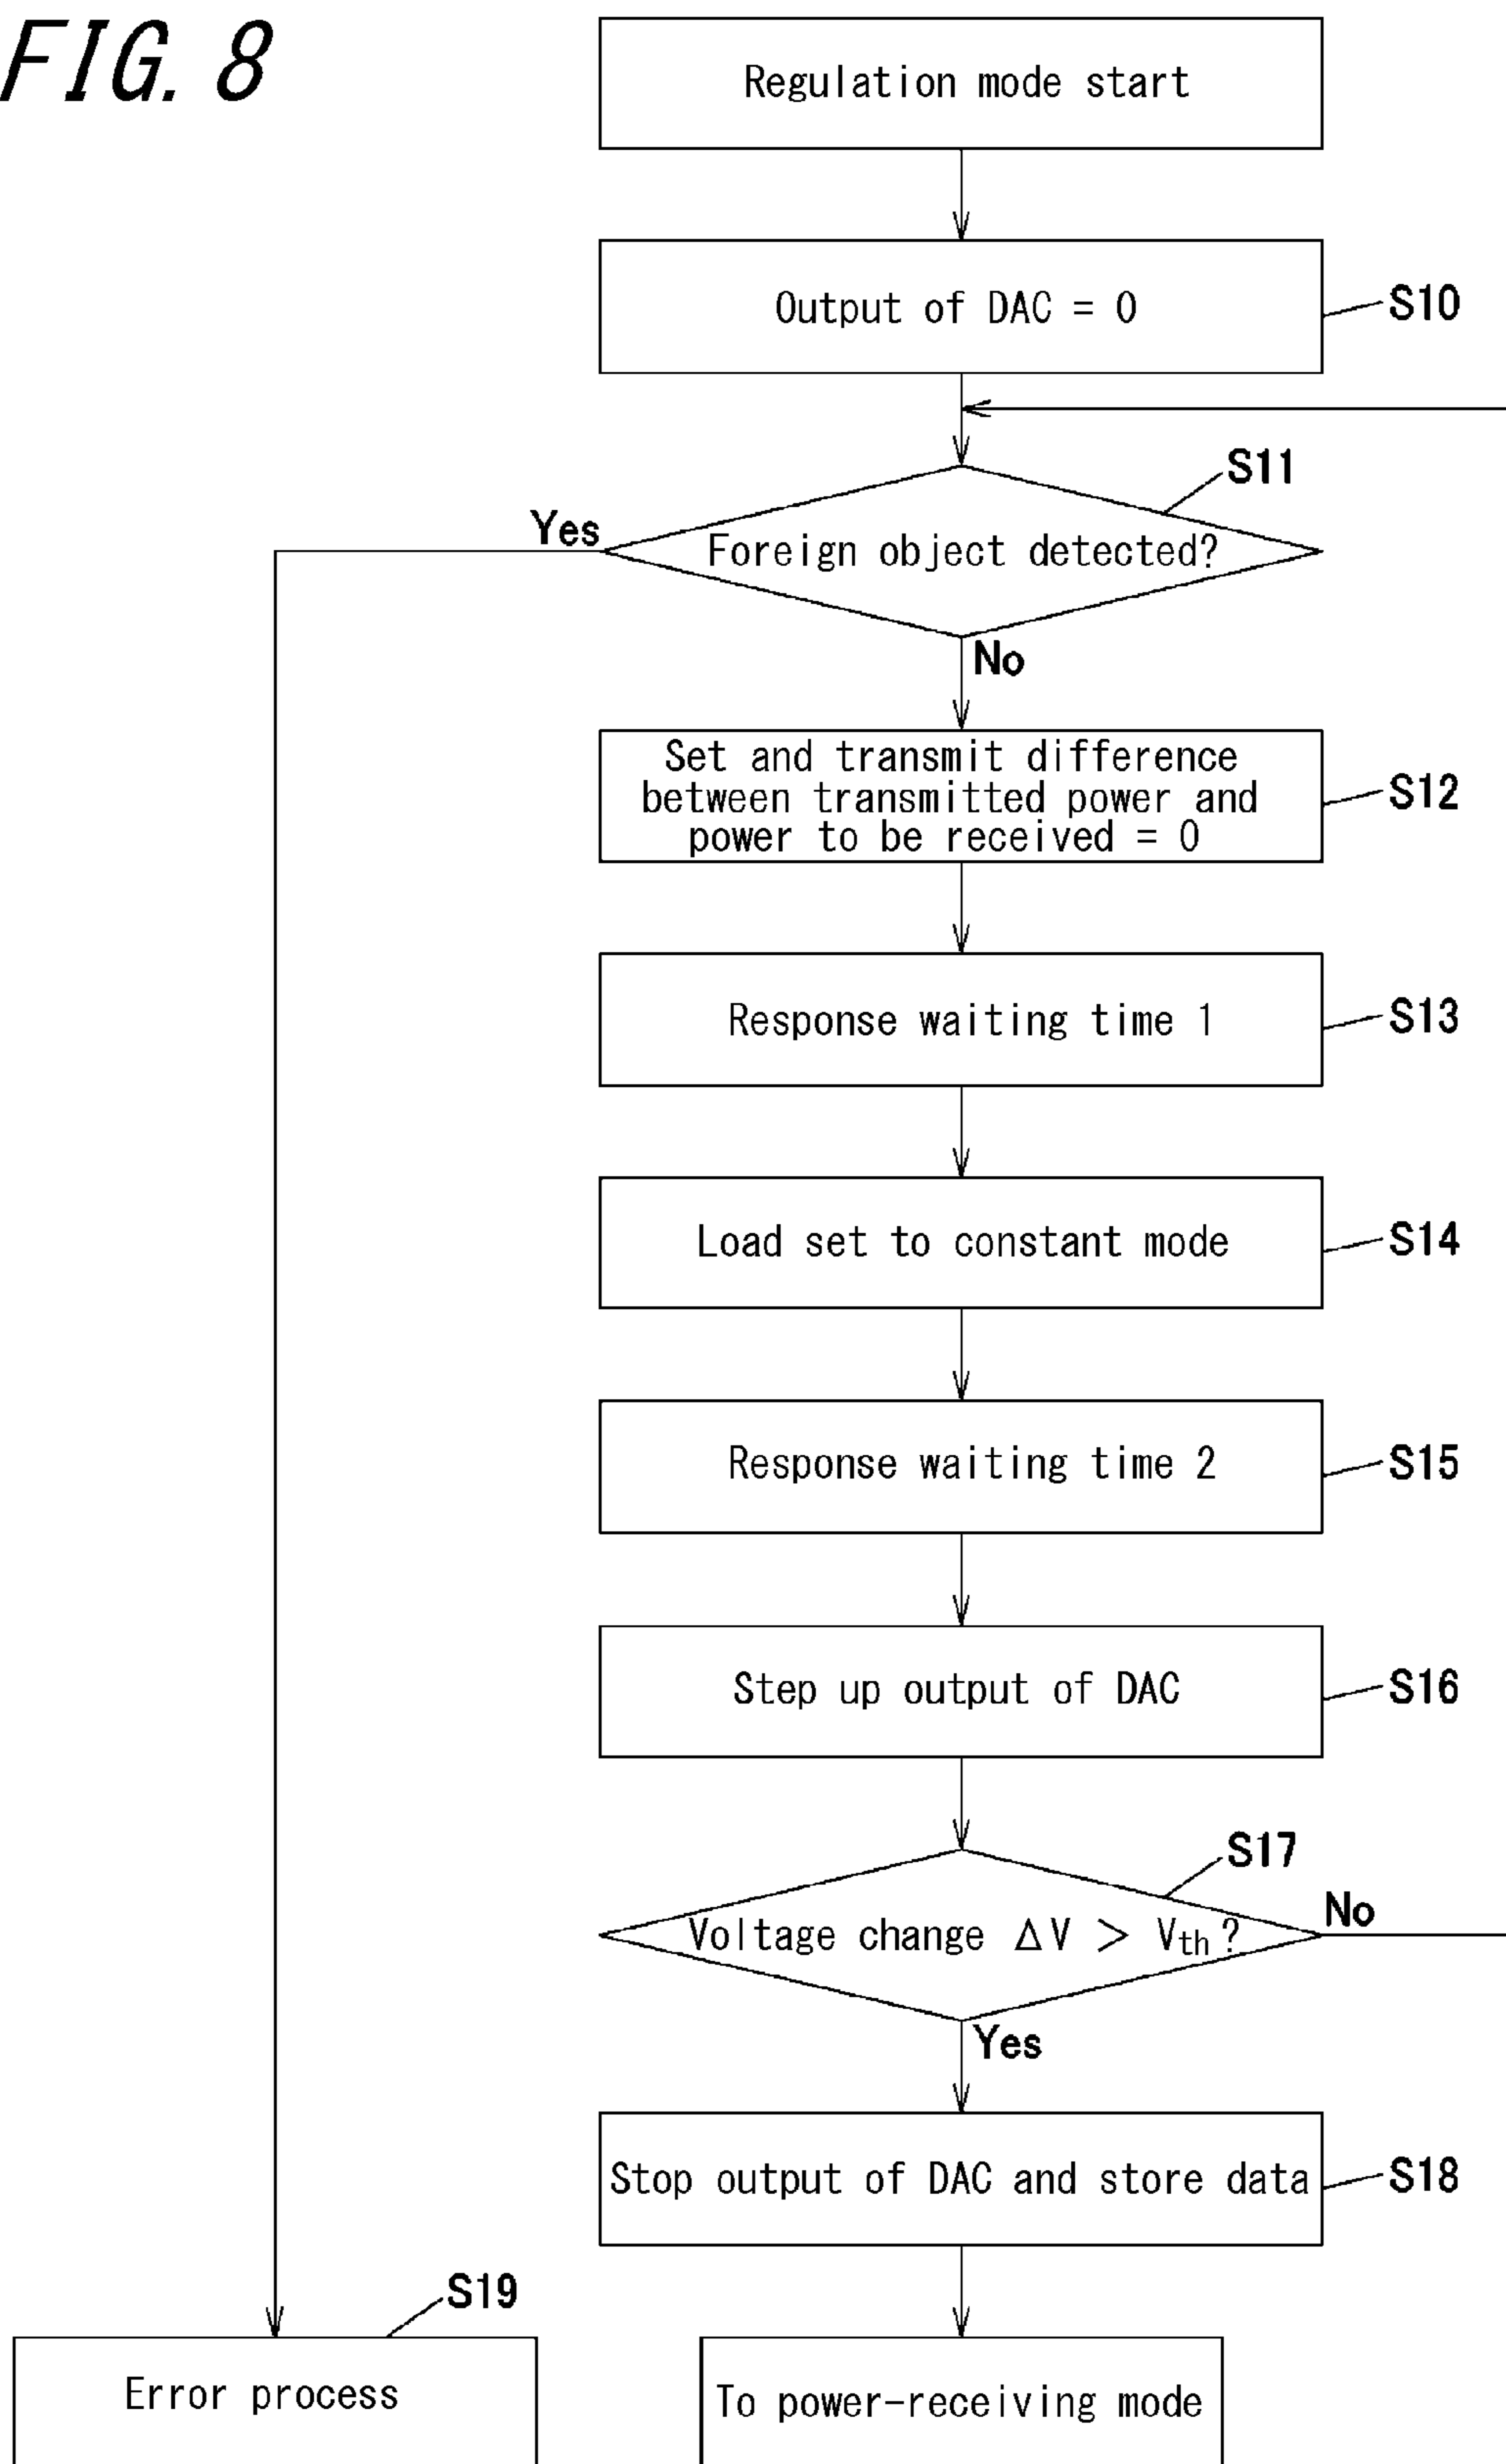 FIG. 8
Regulation mode start
Output of DAC = 0
S10
S11
Yes
Foreign object detected?
No
Set and transmit difference
between transmitted power and
power to be received = 0
S12
Response waiting time 1
S13
Load set to constant mode
S14
Response waiting time 2
S15
Step up output of DAC
S16
S17
No
Voltage change ΔV > Vth?
Yes
Stop output of DAC and store data
S18
S19
Error process
To power-receiving mode